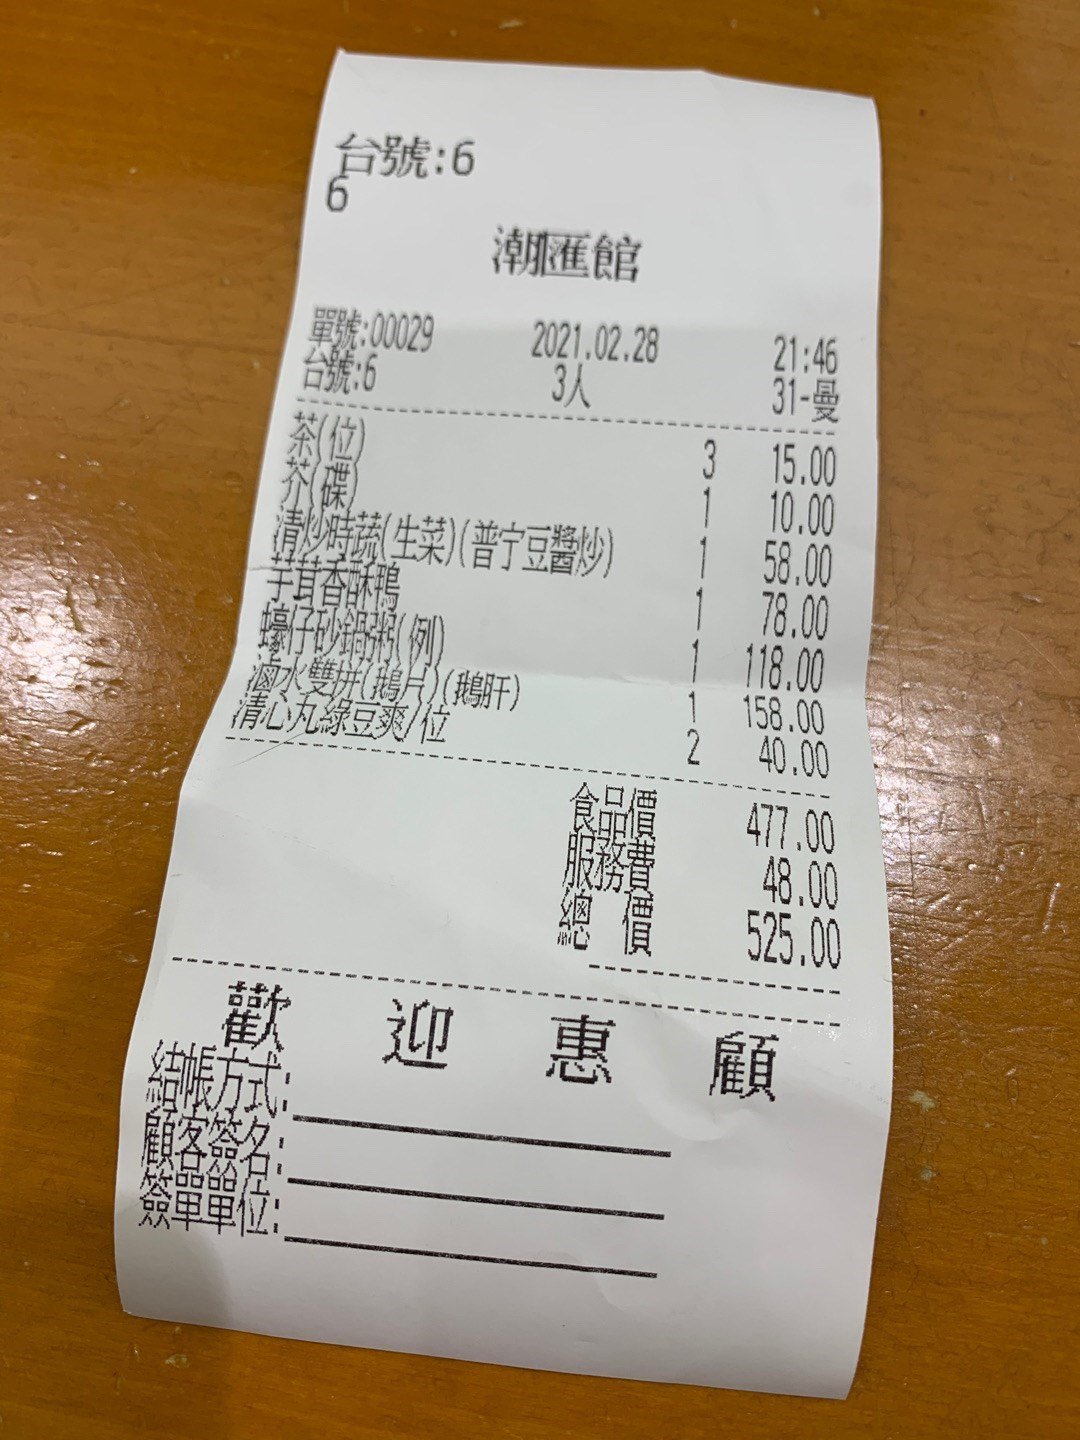 台號:6
6
潮匯館
單號:00029 2021.02.28 21:46
台號:6 3人 31-曼
茶(位) 3 15.00
芥(碟) 1 10.00
清炒時蔬(生菜)(普宁豆醬炒) 1 58.00
芋茸香酥鴨 1 78.00
蠔仔砂鍋粥(例) 1 118.00
滷水雙拼(鵝片)(鵝肝) 1 158.00
清心丸綠豆爽/位 2 40.00
食品價 477.00
服務費 48.00
總 價 525.00
歡 迎 惠 顧
結帳方式:
顧客簽名:
簽單單位: